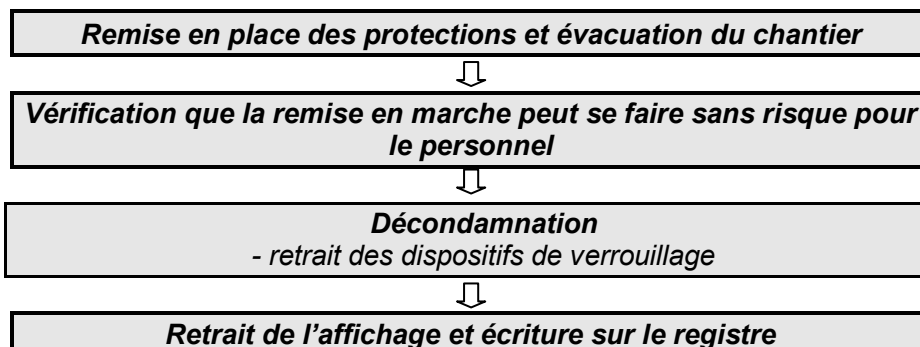 Remise en place des protections et évacuation du chantier
Vérification que la remise en marche peut se faire sans risque pour
le personnel
Décondamnation
- retrait des dispositifs de verrouillage
Retrait de l’affichage et écriture sur le registre